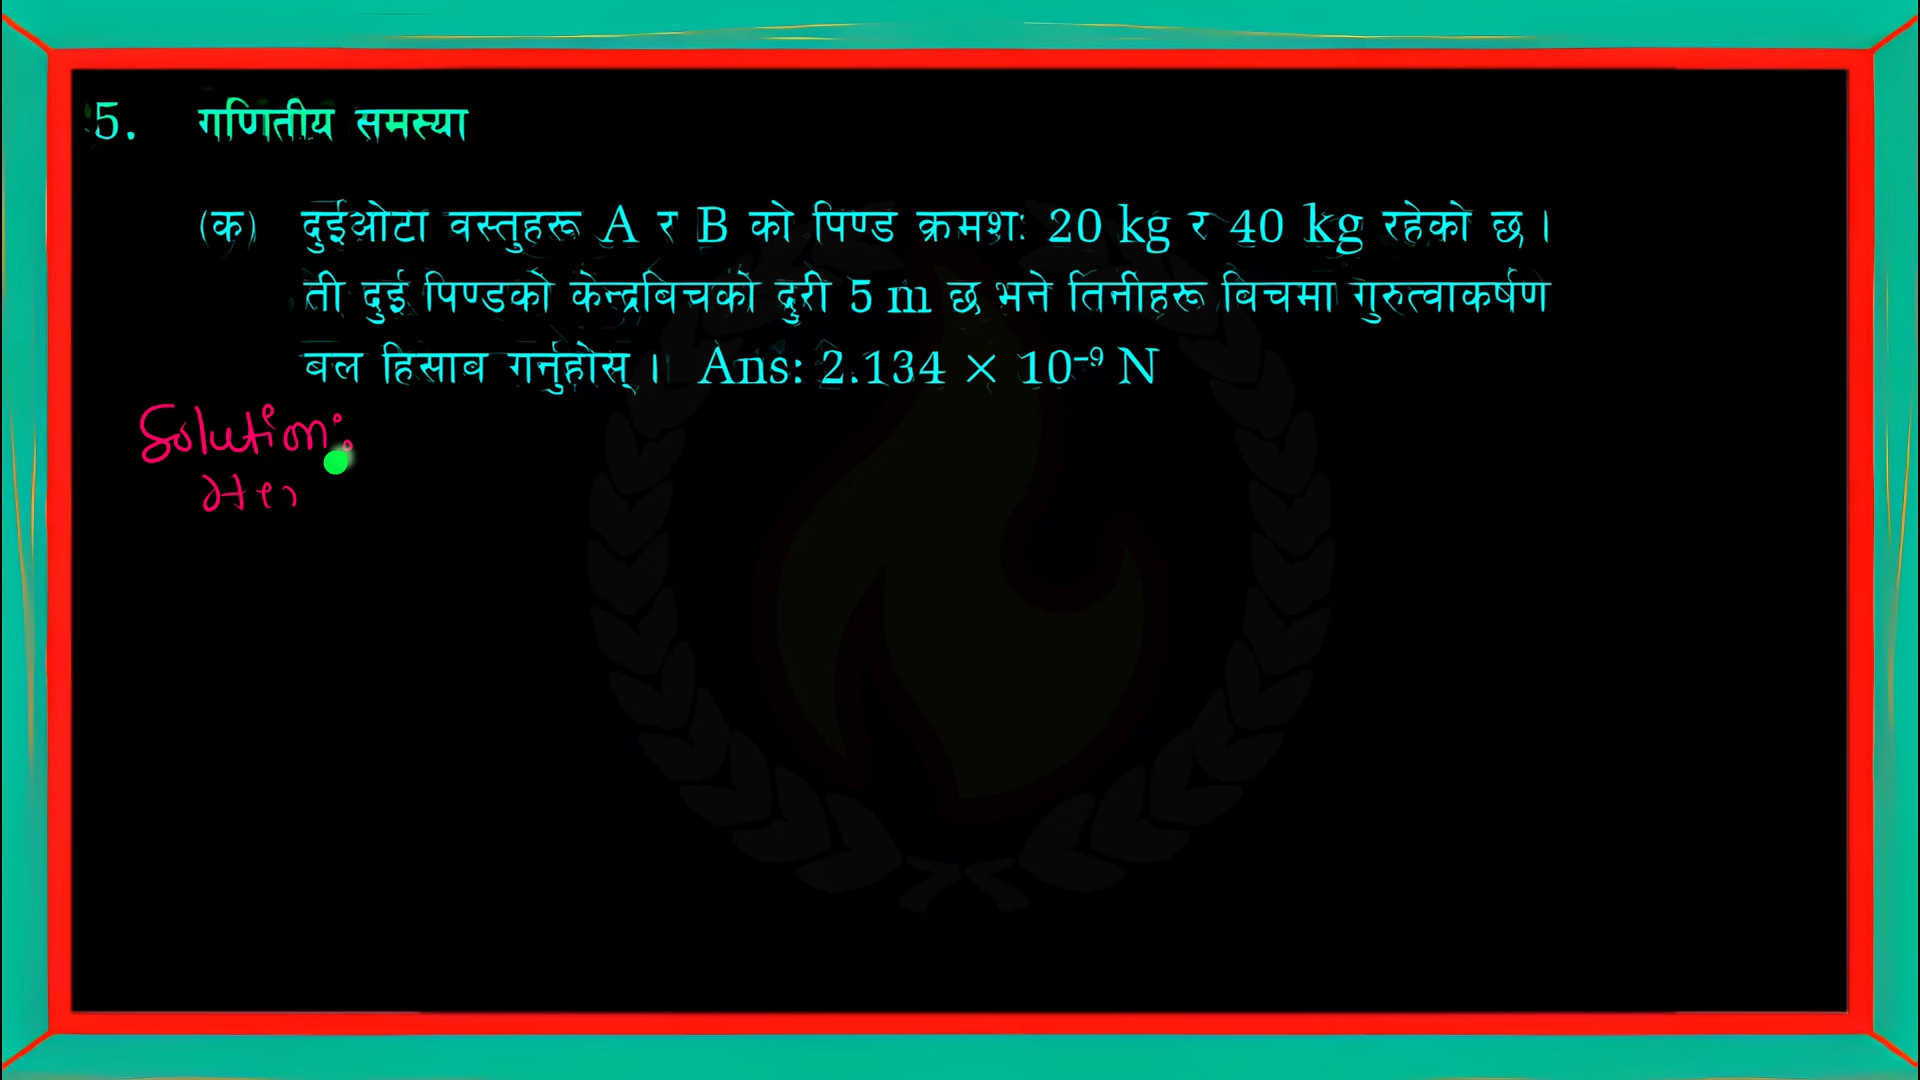 5. गणितीय समस्या
(क) दुईओटा वस्तुहरू A र B को पिण्ड क्रमशः 20 kg र 40 kg रहेको छ ।
ती दुई पिण्डको केन्द्रबिचको दुरी 5 m छ भने तिनीहरू बिचमा गुरुत्वाकर्षण
बल हिसाब गर्नुहोस् । Ans: 2.134 × 10⁻⁹ N
Solution: